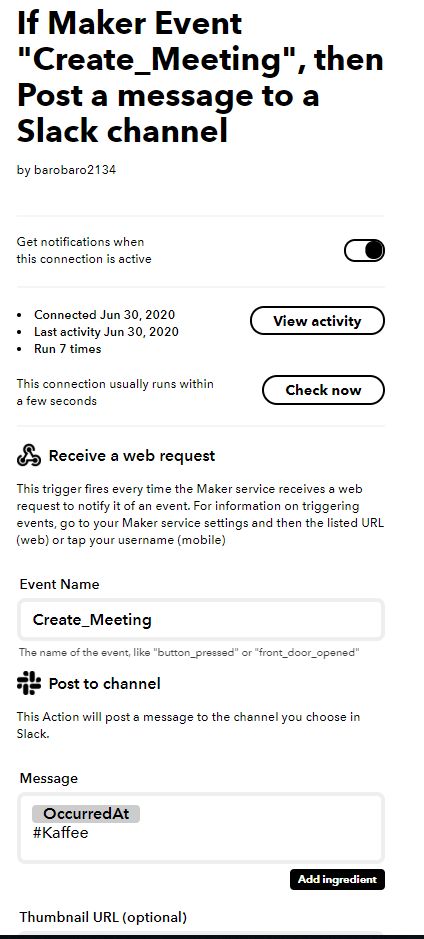 If Maker Event
"Create_Meeting", then
Post a message to a
Slack channel
by barobaro2134
Get notifications when
this connection is active
• Connected Jun 30, 2020
• Last activity Jun 30, 2020
• Run 7 times
View activity
This connection usually runs within
a few seconds
Check now
Receive a web request
This trigger fires every time the Maker service receives a web
request to notify it of an event. For information on triggering
events, go to your Maker service settings and then the listed URL
(web) or tap your username (mobile)
Event Name
Create_Meeting
The name of the event, like "button_pressed" or "front_door_opened"
Post to channel
This Action will post a message to the channel you choose in
Slack.
Message
OccurredAt
#Kaffee
Add ingredient
Thumbnail URL (optional)